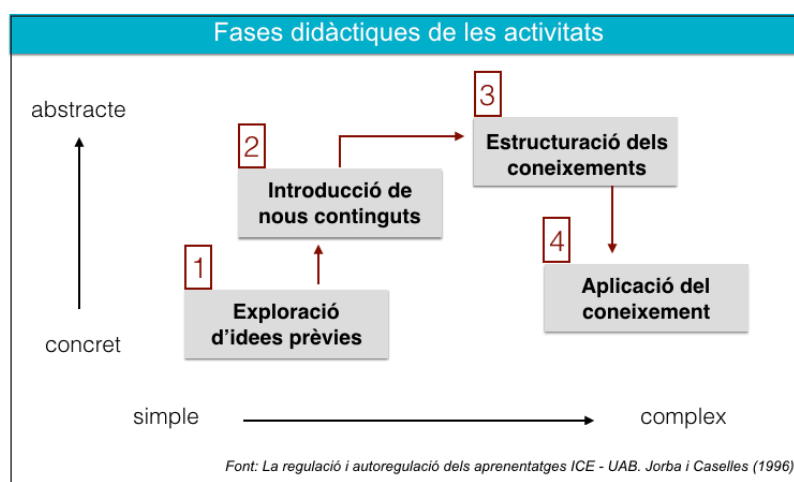 Fases didàctiques de les activitats
abstracte
3
Estructuració dels
coneixements
2
Introducció de
nous continguts
4
Aplicació del
coneixement
1
Exploració
d'idees prèvies
concret
simple
complex
Font: La regulació i autoregulació dels aprenentatges ICE - UAB. Jorba i Caselles (1996)